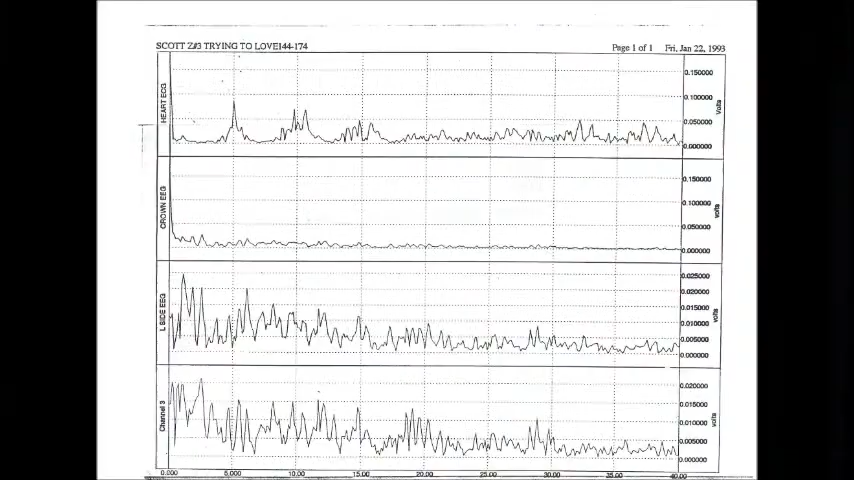 SCOTT Z#3 TRYING TO LOVE144-174 Page 1 of 1 Fri, Jan 22, 1993
HEART ECG
0.150000
0.100000
0.050000
0.000000
Volts
CROWN EEG
0.150000
0.100000
0.050000
0.000000
volts
L SIDE EEG
0.025000
0.020000
0.015000
0.010000
0.005000
0.000000
volts
Channel 3
0.020000
0.015000
0.010000
0.005000
0.000000
volts
0.000 5.000 10.00 15.00 20.00 25.00 30.00 35.00 40.00